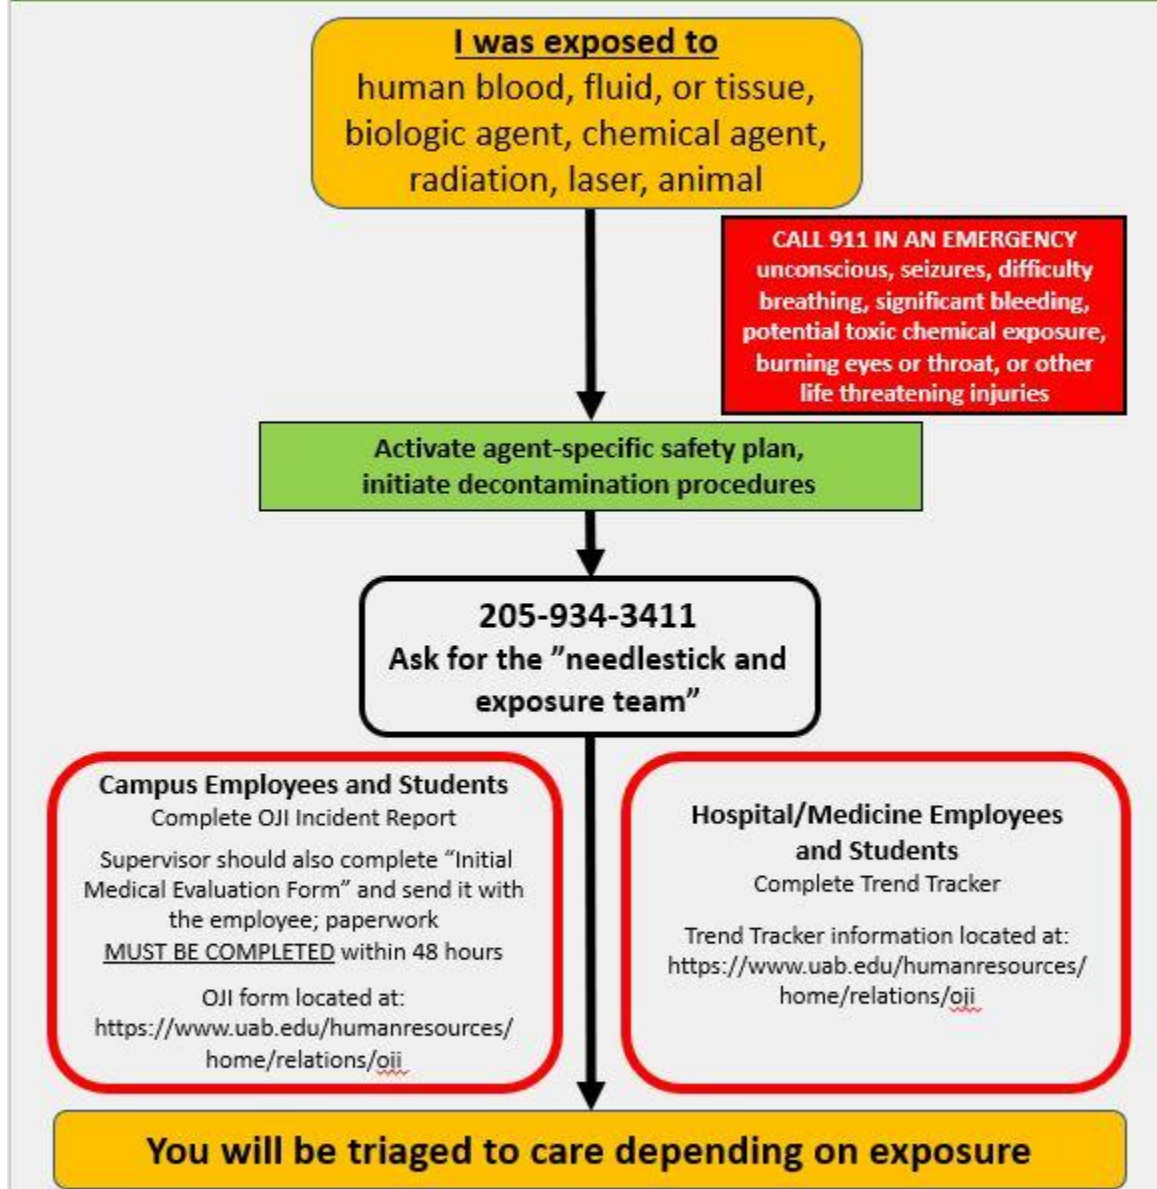 I was exposed to
human blood, fluid, or tissue,
biologic agent, chemical agent,
radiation, laser, animal
CALL 911 IN AN EMERGENCY
unconscious, seizures, difficulty
breathing, significant bleeding,
potential toxic chemical exposure,
burning eyes or throat, or other
life threatening injuries
Activate agent-specific safety plan,
initiate decontamination procedures
205-934-3411
Ask for the ”needlestick and
exposure team”
Campus Employees and Students
Complete OJI Incident Report
Supervisor should also complete “Initial
Medical Evaluation Form” and send it with
the employee; paperwork
MUST BE COMPLETED within 48 hours
OJI form located at:
https://www.uab.edu/humanresources/
home/relations/oji
Hospital/Medicine Employees
and Students
Complete Trend Tracker
Trend Tracker information located at:
https://www.uab.edu/humanresources/
home/relations/oji
You will be triaged to care depending on exposure